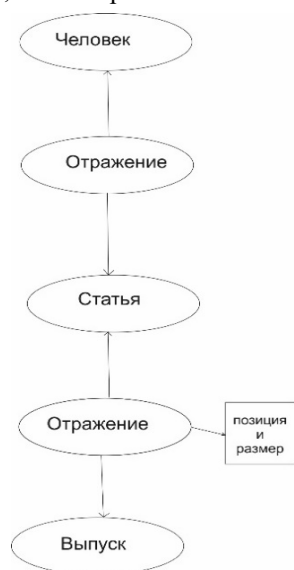 Человек
Отражение
Статья
Отражение
позиция
и
размер
Выпуск